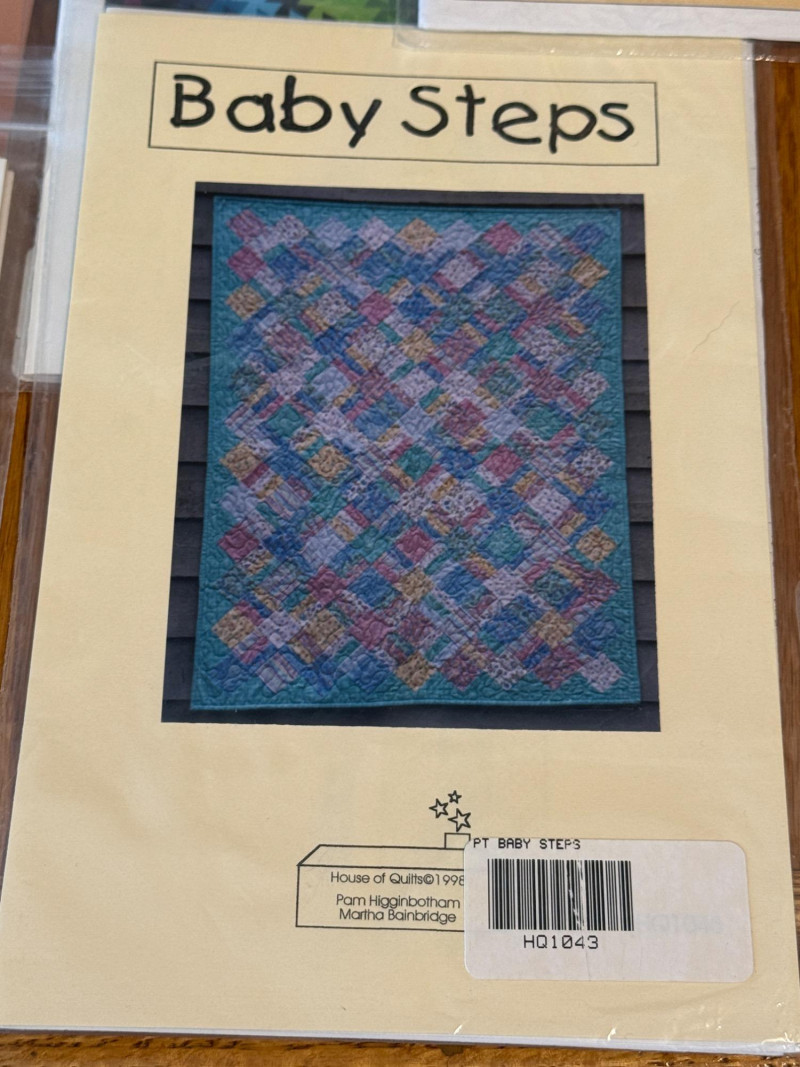 Baby Steps
House of Quilts©1998
Pam Higginbotham
Martha Bainbridge
PT BABY STEPS
HQ1043